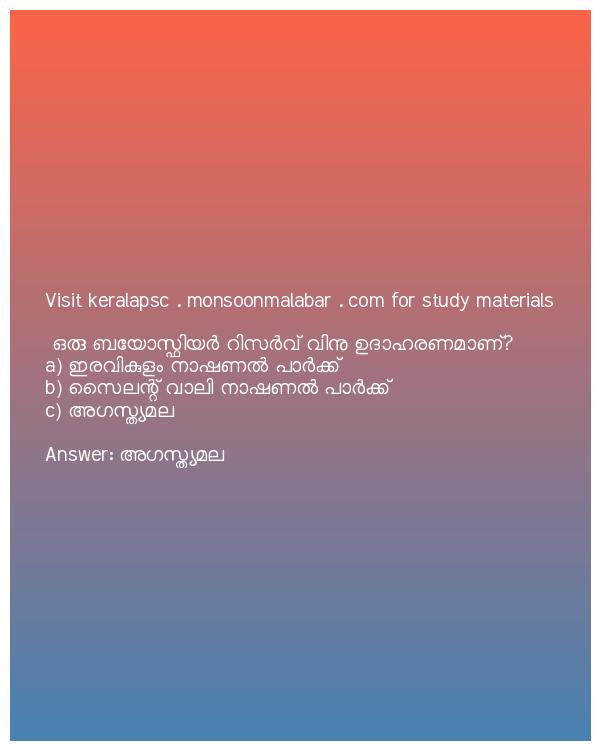 Visit keralapsc . monsoonmalabar . com for study materials
ഒരു ബയോസ്ഫിയർ റിസർവ് വിനു ഉദാഹരണമാണ്?
a) ഇരവികുളം നാഷണൽ പാർക്ക്
b) സൈലന്റ് വാലി നാഷണൽ പാർക്ക്
c) അഗസ്ത്യമല
Answer: അഗസ്ത്യമല